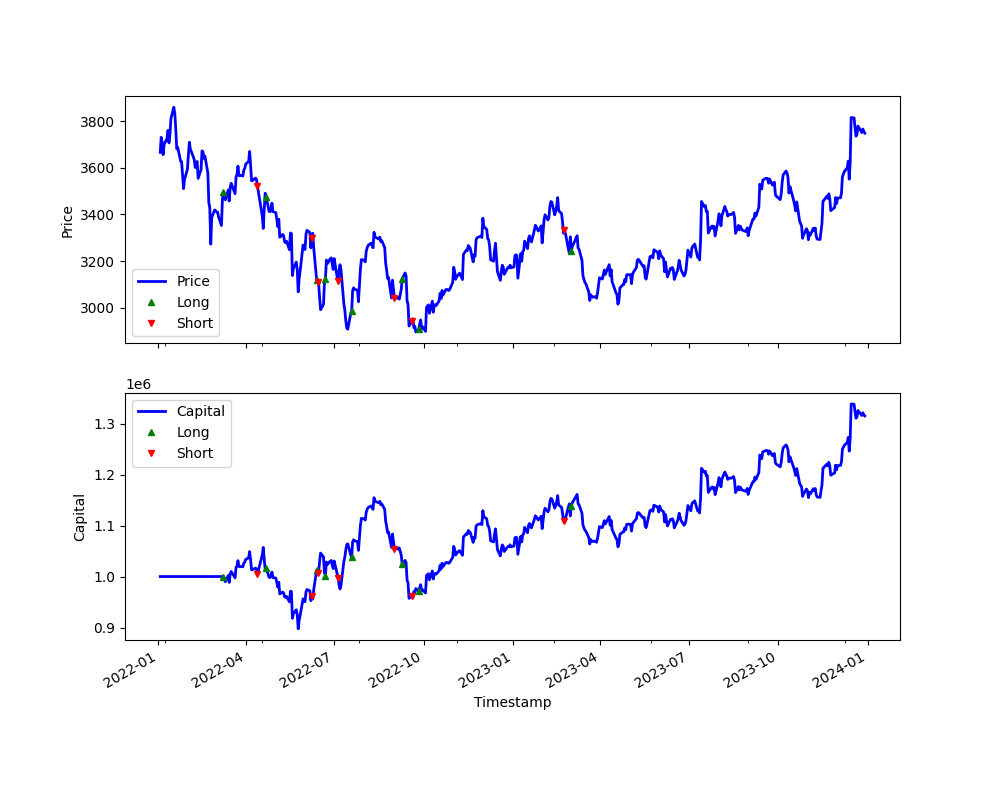 3800
3600
3400
3200
3000
Price
Price
Long
Short
1e6
1.3
1.2
1.1
1.0
0.9
Capital
Capital
Long
Short
2022-01
2022-04
2022-07
2022-10
2023-01
2023-04
2023-07
2023-10
2024-01
Timestamp